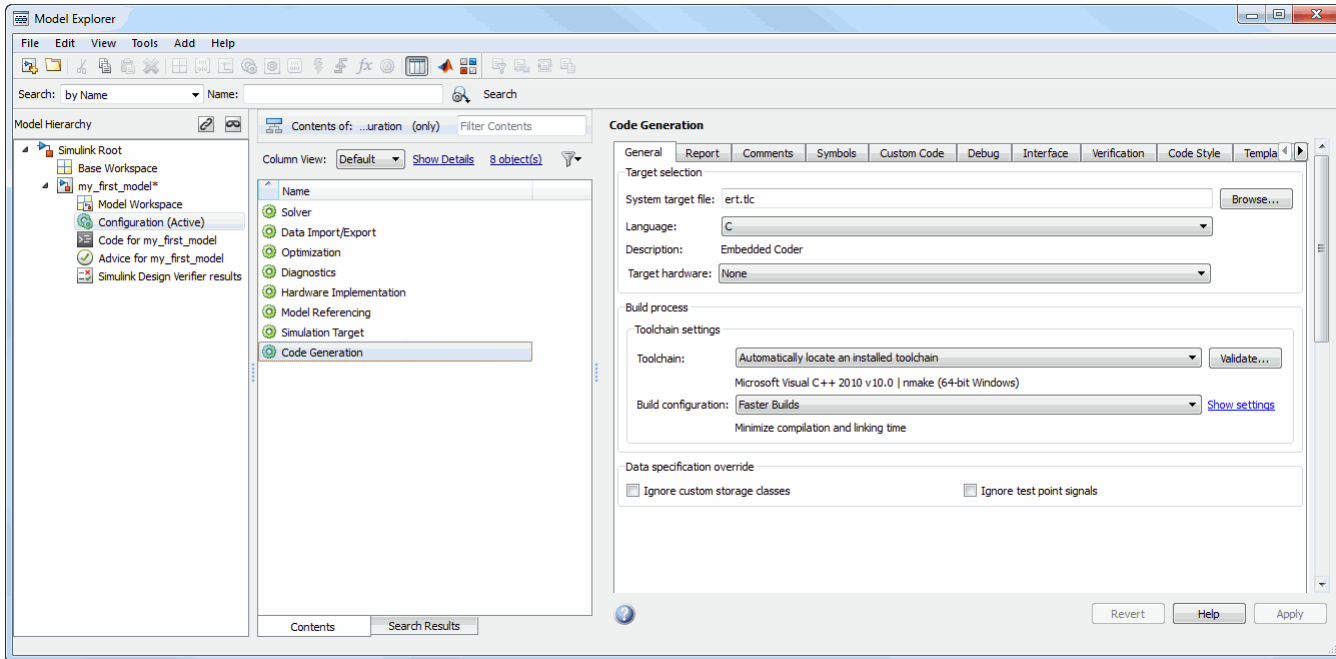 Model Explorer
File Edit View Tools Add Help
Search: by Name Name: Search
Model Hierarchy
Simulink Root
Base Workspace
my_first_model*
Model Workspace
Configuration (Active)
Code for my_first_model
Advice for my_first_model
Simulink Design Verifier results
Contents of: ...uration (only) Filter Contents
Column View: Default Show Details 8 object(s)
Name
Solver
Data Import/Export
Optimization
Diagnostics
Hardware Implementation
Model Referencing
Simulation Target
Code Generation
Contents Search Results
Code Generation
General Report Comments Symbols Custom Code Debug Interface Verification Code Style Templa
Target selection
System target file: ert.tlc Browse...
Language: C
Description: Embedded Coder
Target hardware: None
Build process
Toolchain settings
Toolchain: Automatically locate an installed toolchain Validate...
Microsoft Visual C++ 2010 v10.0 | nmake (64-bit Windows)
Build configuration: Faster Builds Show settings
Minimize compilation and linking time
Data specification override
Ignore custom storage classes Ignore test point signals
Revert Help Apply